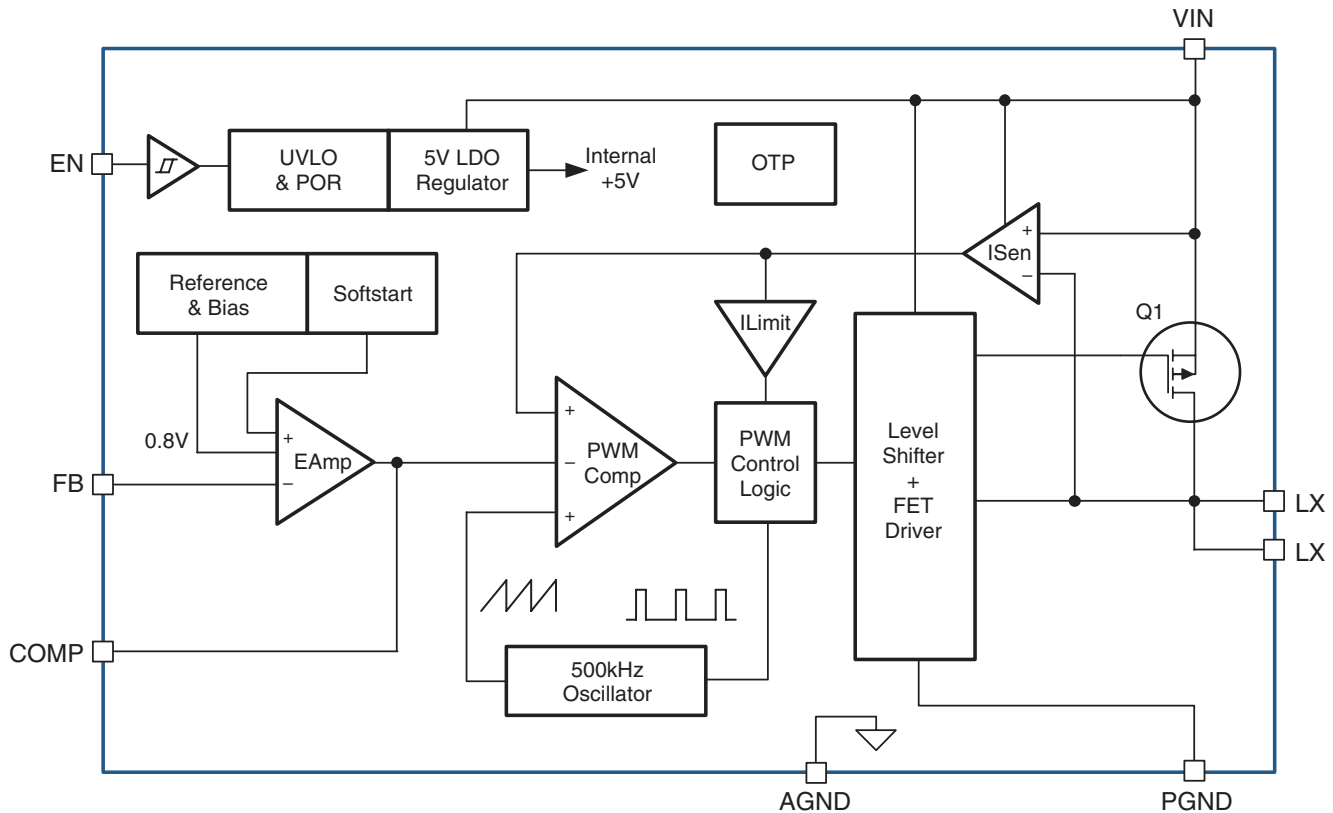 VIN
EN
UVLO
& POR
5V LDO
Regulator
Internal
+5V
OTP
+
ISen
–
Reference
& Bias
Softstart
ILimit
Q1
0.8V
+
EAmp
–
FB
+
–
PWM
Comp
+
PWM
Control
Logic
Level
Shifter
+
FET
Driver
LX
LX
COMP
500kHz
Oscillator
AGND
PGND